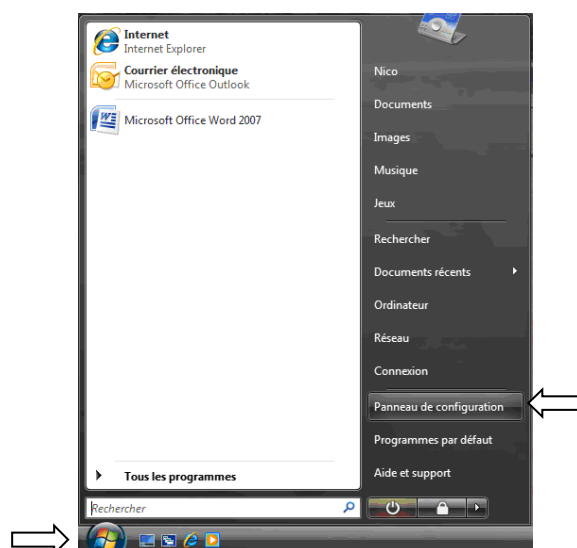 Internet
Internet Explorer
Courrier électronique
Microsoft Office Outlook
Microsoft Office Word 2007
Tous les programmes
Rechercher
Nico
Documents
Images
Musique
Jeux
Rechercher
Documents récents
Ordinateur
Réseau
Connexion
Panneau de configuration
Programmes par défaut
Aide et support